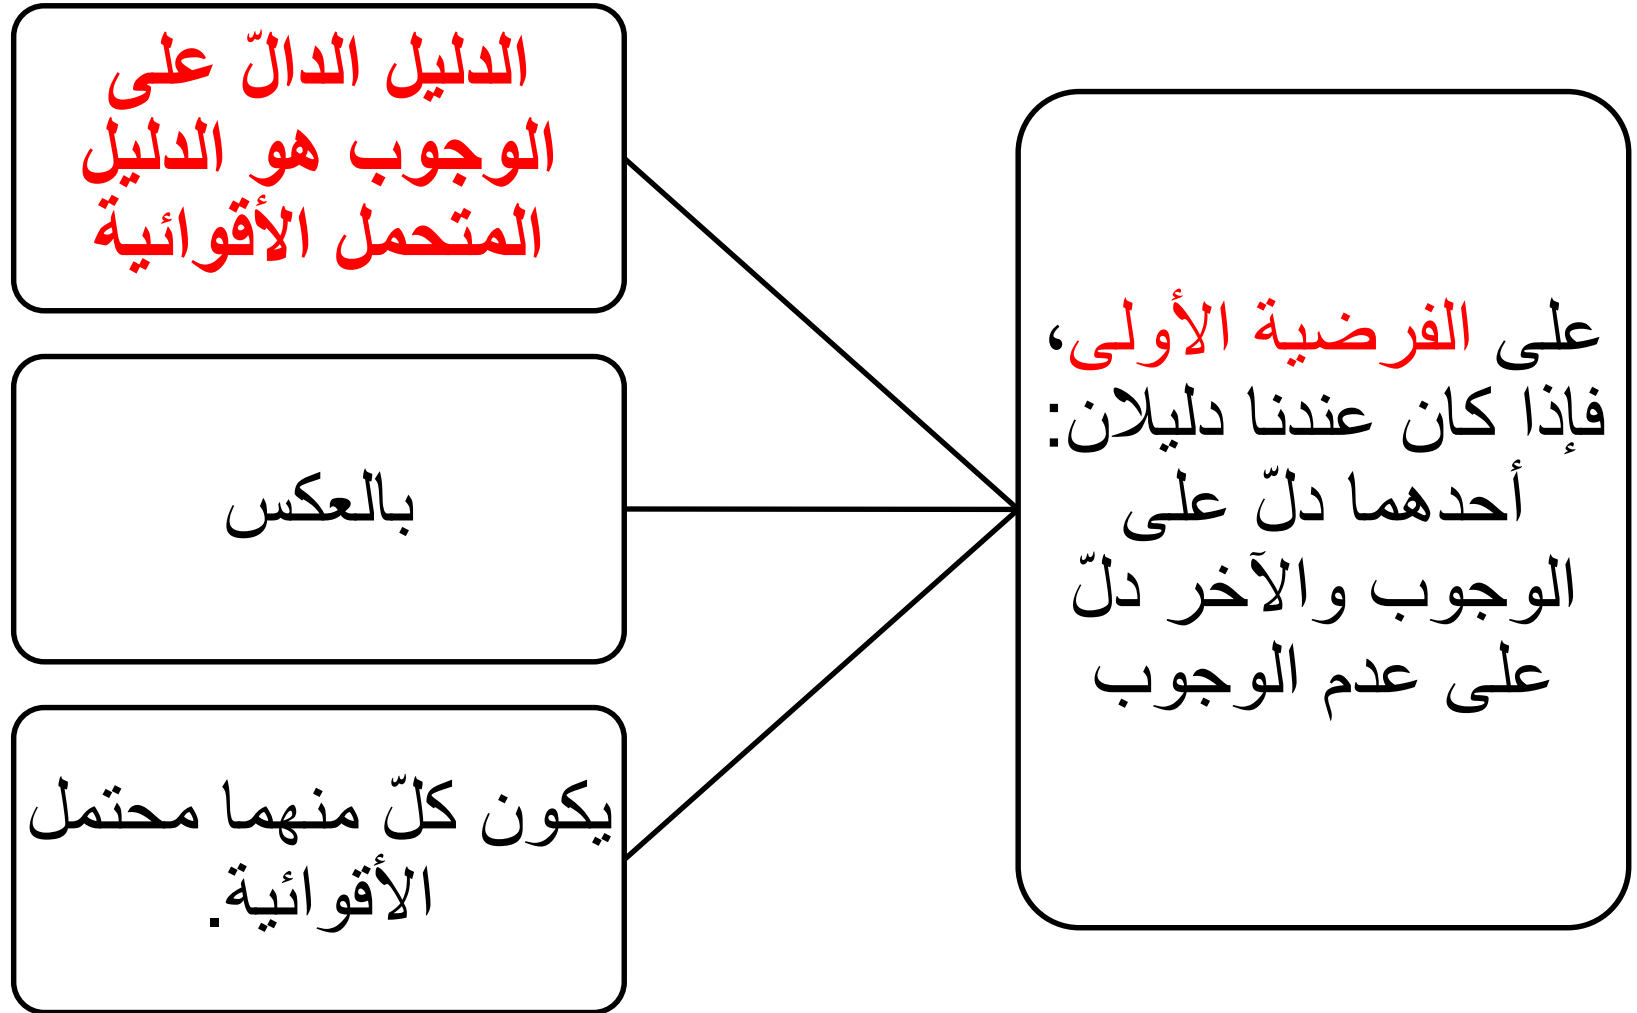 على الفرضية الأولى،
فإذا كان عندنا دليلان:
أحدهما دلّ على
الوجوب والآخر دلّ
على عدم الوجوب
الدليل الدالّ على
الوجوب هو الدليل
المتحمل الأقوائية
بالعكس
يكون كلّ منهما محتمل
الأقوائية.